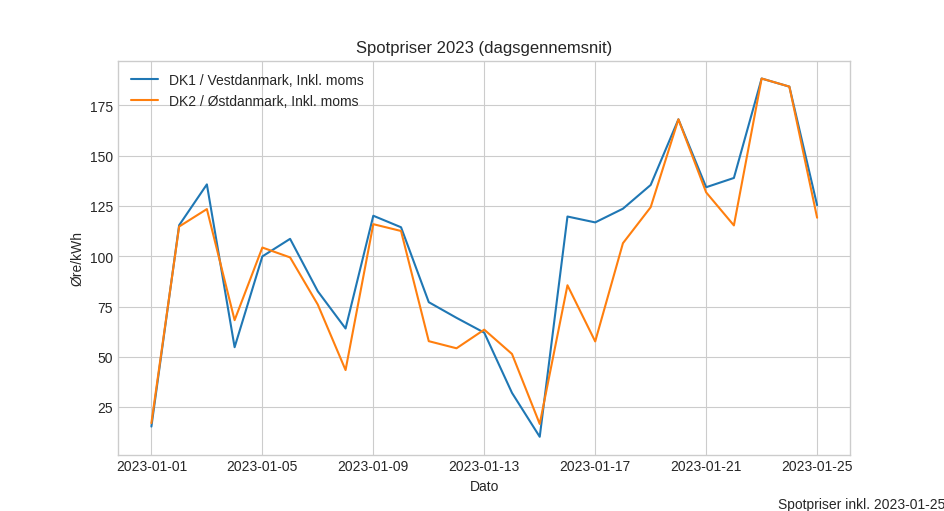 Spotpriser 2023 (dagsgennemsnit)
DK1 / Vestdanmark, Inkl. moms
DK2 / Østdanmark, Inkl. moms
Øre/kWh
175
150
125
100
75
50
25
2023-01-01 2023-01-05 2023-01-09 2023-01-13 2023-01-17 2023-01-21 2023-01-25
Dato
Spotpriser inkl. 2023-01-25